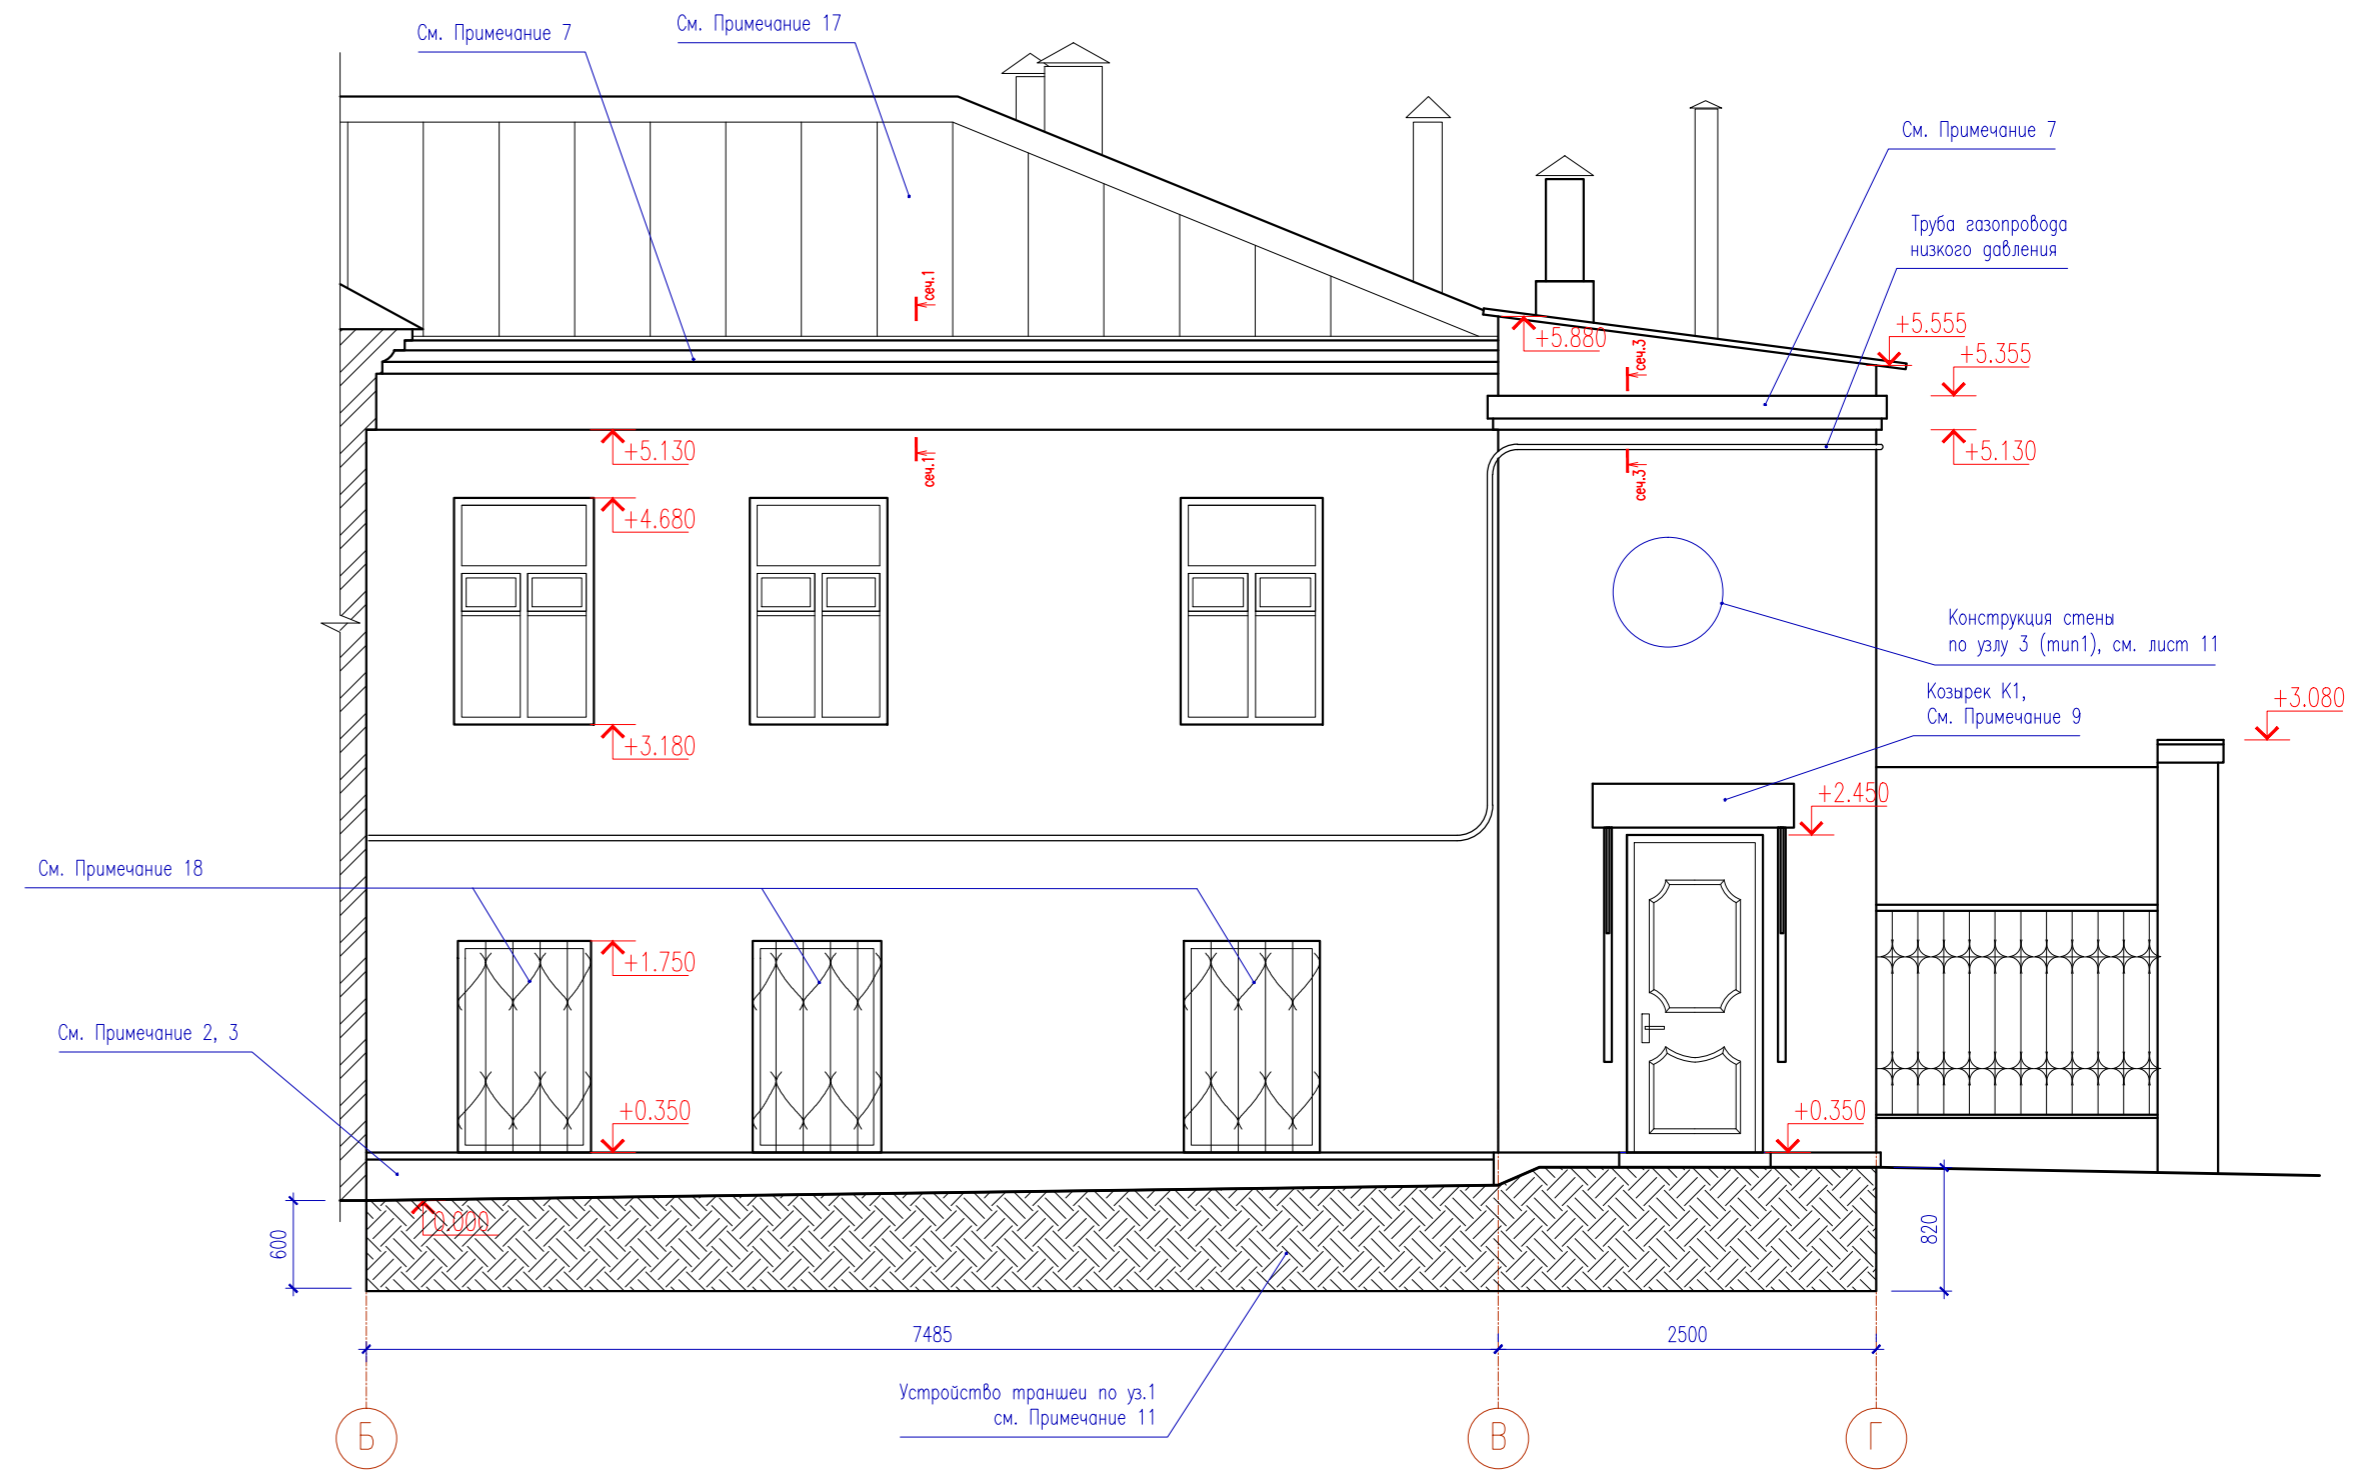 См. Примечание 7
См. Примечание 17
См. Примечание 7
Труба газопровода
низкого давления
сеч.1
+5.880
+5.555
сеч.3
+5.355
+5.130
сеч.1
+5.130
сеч.3
+4.680
Конструкция стены
по узлу 3 (тип1), см. лист 11
Козырек К1,
См. Примечание 9
+3.080
+3.180
+2.450
См. Примечание 18
+1.750
См. Примечание 2, 3
+0.350
+0.350
0.000
600
820
7485
2500
Устройство траншеи по уз.1
см. Примечание 11
Б
В
Г